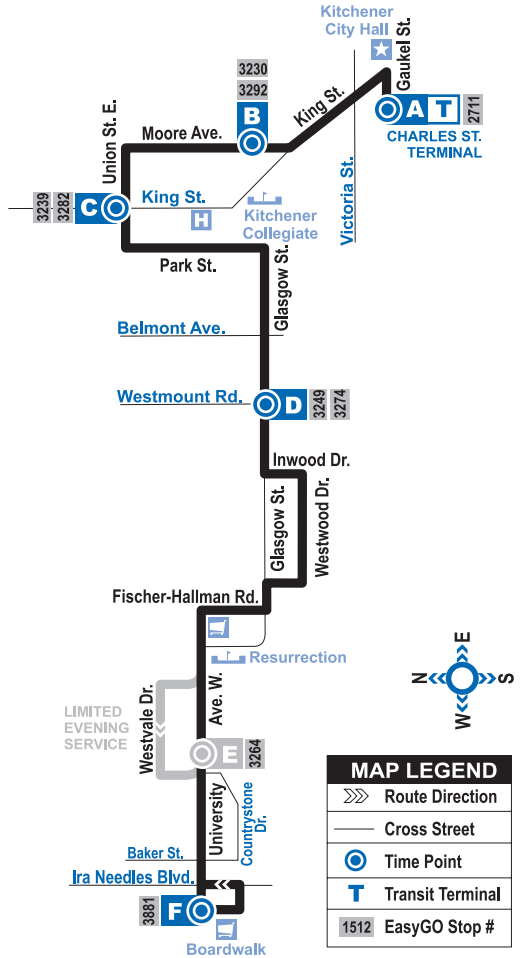 Kitchener
City Hall
Gaukel St.
3230
3292
B
King St.
A T
2711
CHARLES ST.
TERMINAL
Union St. E.
Moore Ave.
3239
3282
C
King St.
H
Kitchener
Collegiate
Victoria St.
Park St.
Glasgow St.
Belmont Ave.
Westmount Rd.
D
3249
3274
Inwood Dr.
Glasgow St.
Westwood Dr.
Fischer-Hallman Rd.
Resurrection
Westvale Dr.
Ave. W.
LIMITED
EVENING
SERVICE
E
3264
University
Countrystone
Dr.
Baker St.
Ira Needles Blvd.
3881
F
Boardwalk
N
E
S
W
MAP LEGEND
Route Direction
Cross Street
Time Point
T Transit Terminal
1512 EasyGO Stop #